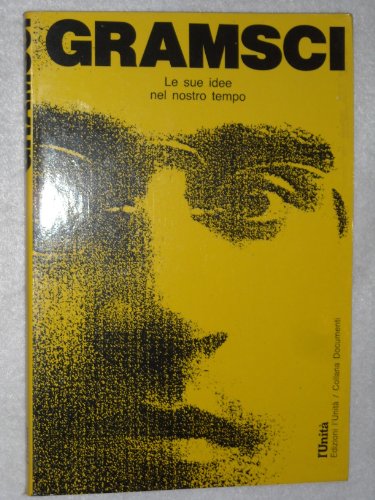 GRAMSCI
Le sue idee
nel nostro tempo
l'Unità
Edizioni l'Unità / Collana Documenti